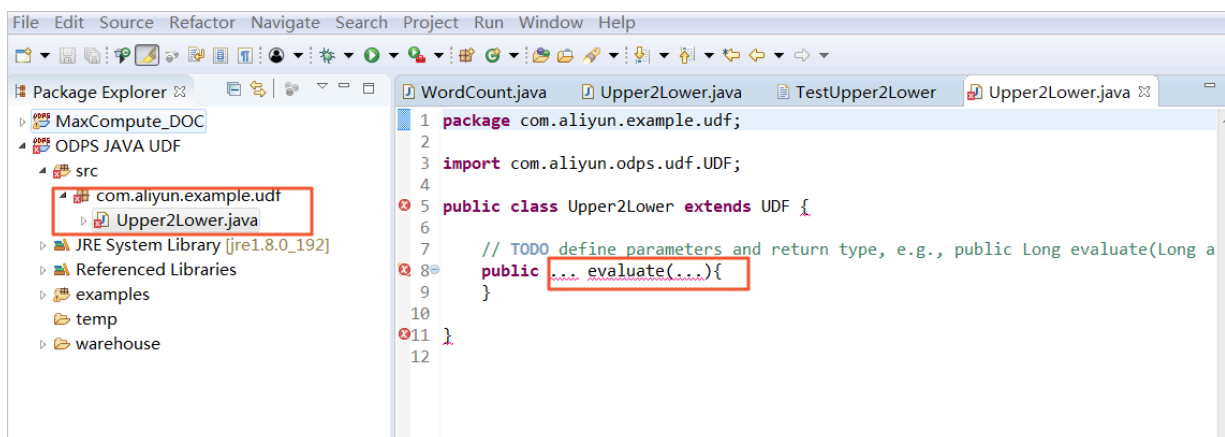 File Edit Source Refactor Navigate Search Project Run Window Help
Package Explorer
WordCount.java Upper2Lower.java TestUpper2Lower Upper2Lower.java
MaxCompute_DOC
ODPS JAVA UDF
src
com.aliyun.example.udf
Upper2Lower.java
JRE System Library [jre1.8.0_192]
Referenced Libraries
examples
temp
warehouse
1 package com.aliyun.example.udf;
2
3 import com.aliyun.odps.udf.UDF;
4
5 public class Upper2Lower extends UDF {
6
7 // TODO define parameters and return type, e.g., public Long evaluate(Long a
8 public ... evaluate(...){
9 }
10
11 }
12